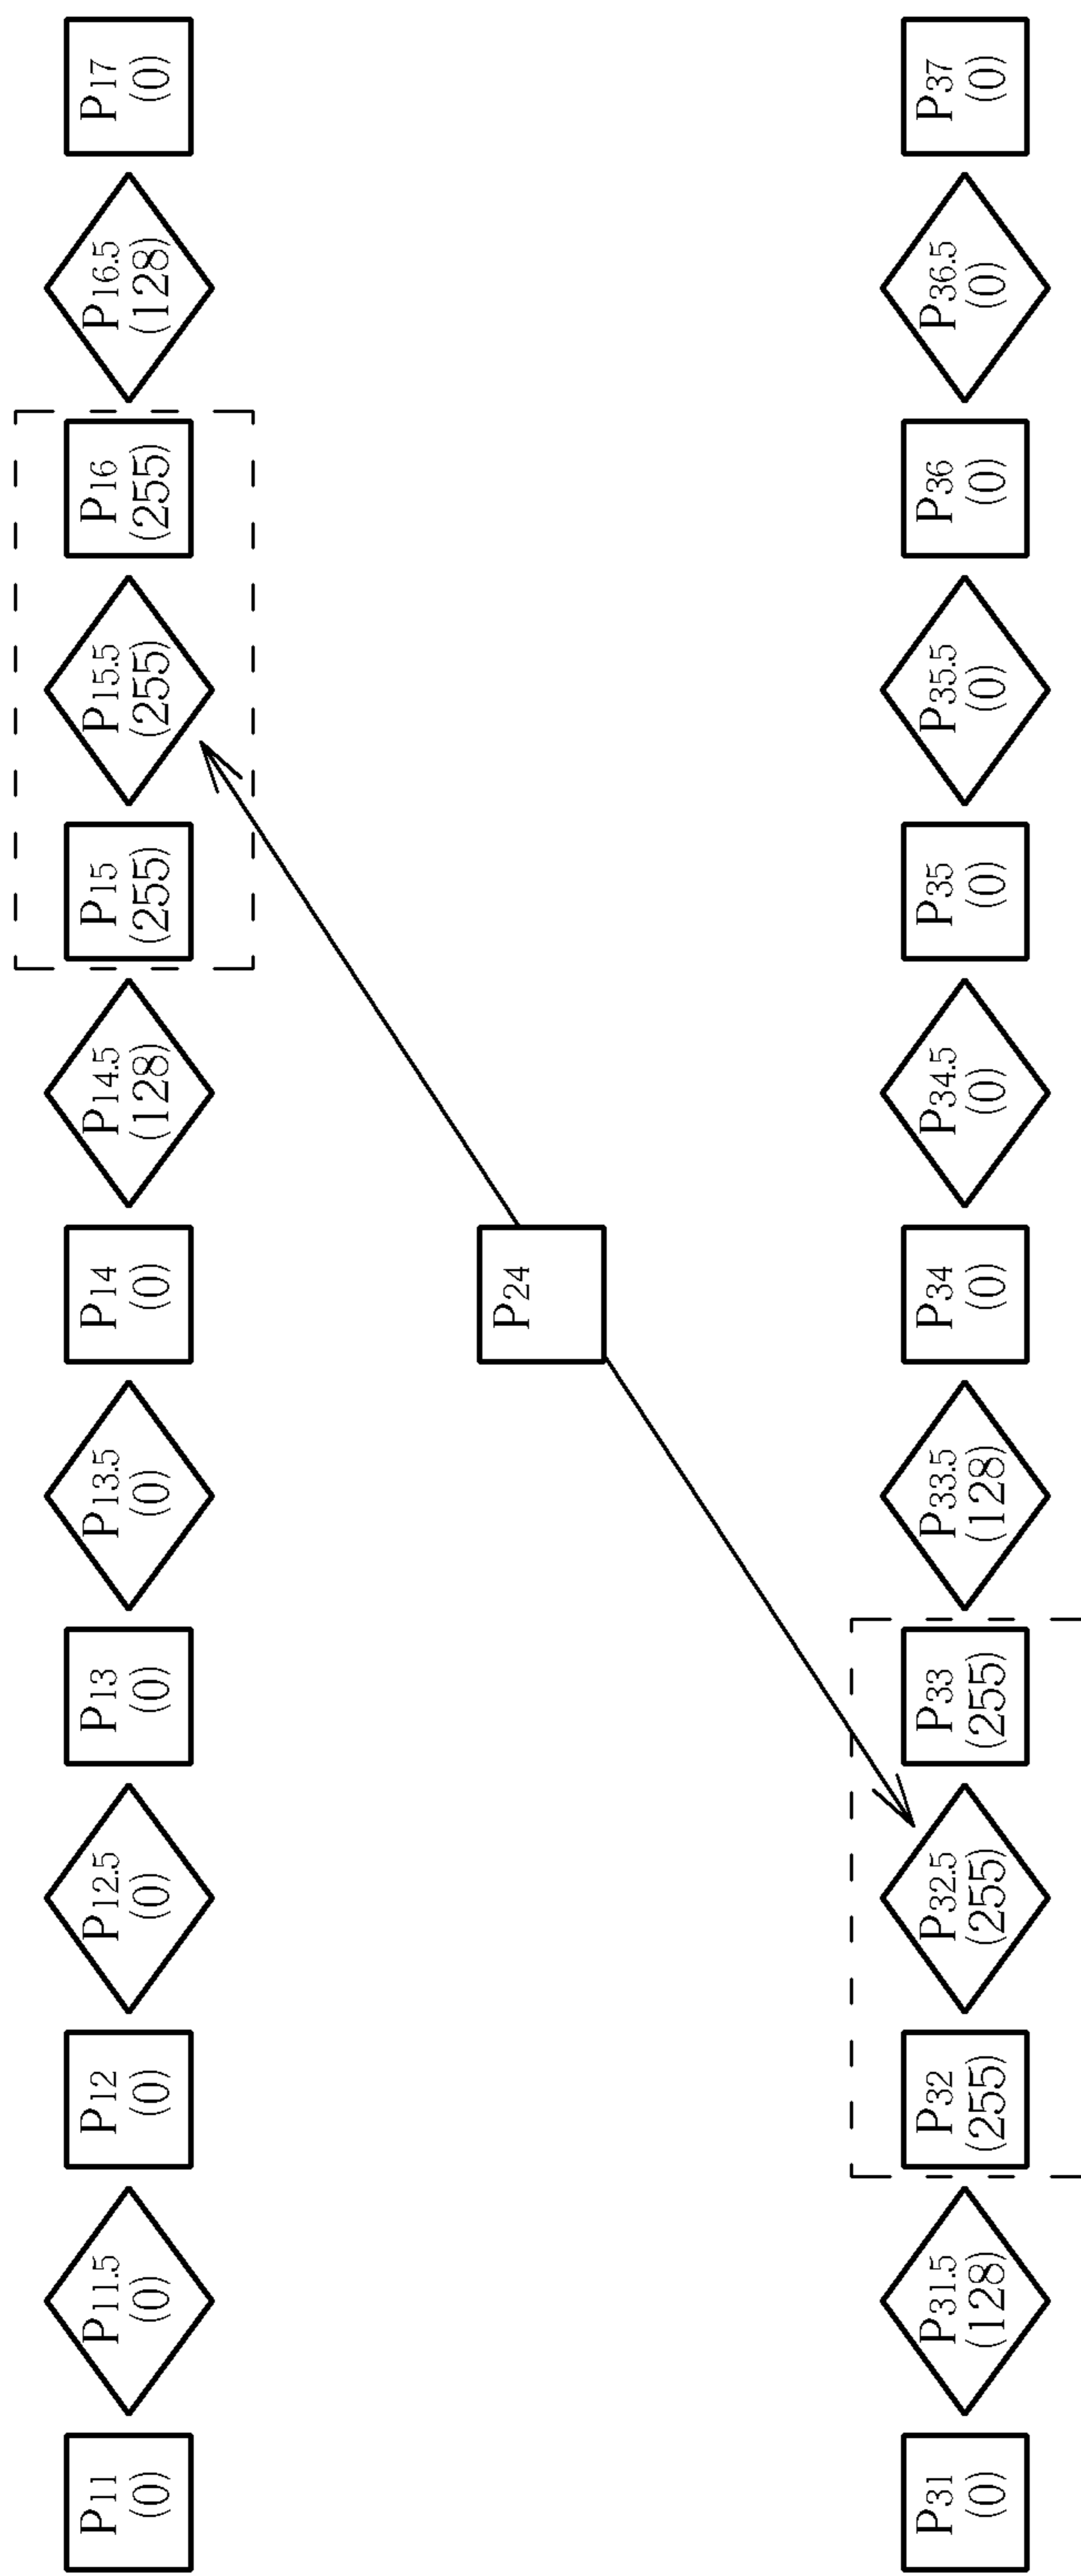 P11
(0)
P11.5
(0)
P12
(0)
P12.5
(0)
P13
(0)
P13.5
(0)
P14
(0)
P14.5
(128)
P15
(255)
P15.5
(255)
P16
(255)
P16.5
(128)
P17
(0)
P24
P31
(0)
P31.5
(128)
P32
(255)
P32.5
(255)
P33
(255)
P33.5
(128)
P34
(0)
P34.5
(0)
P35
(0)
P35.5
(0)
P36
(0)
P36.5
(0)
P37
(0)